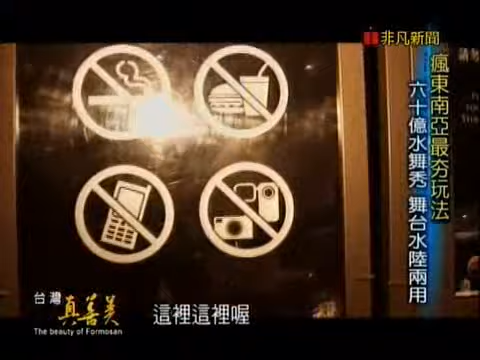 非凡新聞
瘋東南亞最夯玩法
六十億水舞秀 舞台水陸兩用
台灣
真善美
The beauty of Formosan
這裡這裡喔